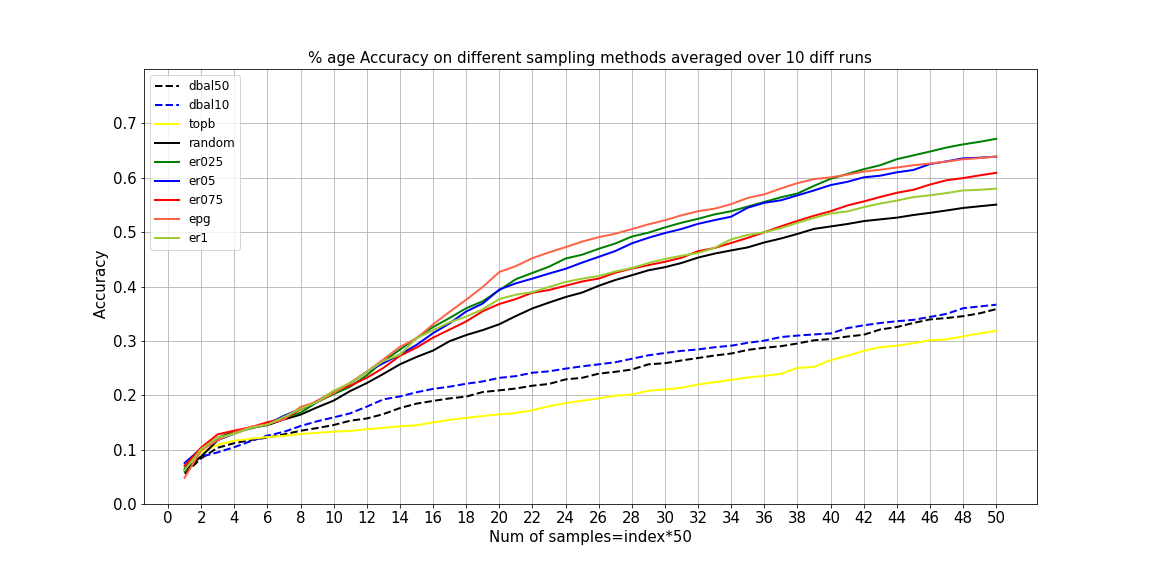 % age Accuracy on different sampling methods averaged over 10 diff runs
dbal50
dbal10
topb
random
er025
er05
er075
epg
er1
Accuracy
0.7
0.6
0.5
0.4
0.3
0.2
0.1
0.0
0 2 4 6 8 10 12 14 16 18 20 22 24 26 28 30 32 34 36 38 40 42 44 46 48 50
Num of samples=index*50